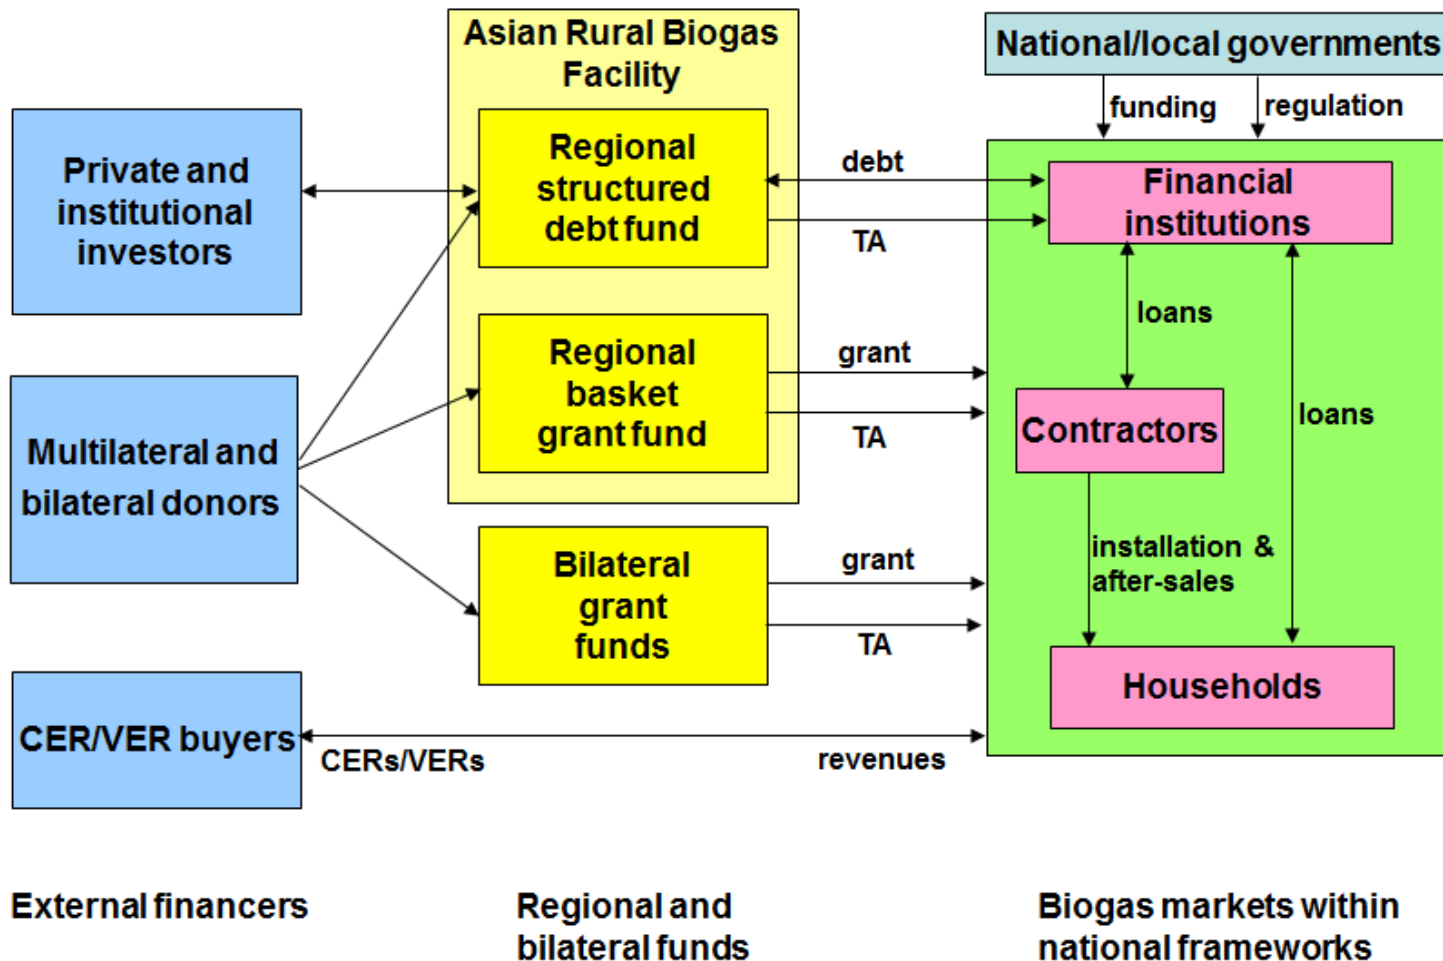 Asian Rural Biogas
Facility
National/local governments
funding
regulation
Private and
institutional
investors
Regional
structured
debt fund
debt
TA
Financial
institutions
loans
loans
Multilateral and
bilateral donors
Regional
basket
grant fund
grant
TA
Contractors
installation &
after-sales
Bilateral
grant
funds
grant
TA
Households
CER/VER buyers
CERs/VERs
revenues
External financers
Regional and
bilateral funds
Biogas markets within
national frameworks